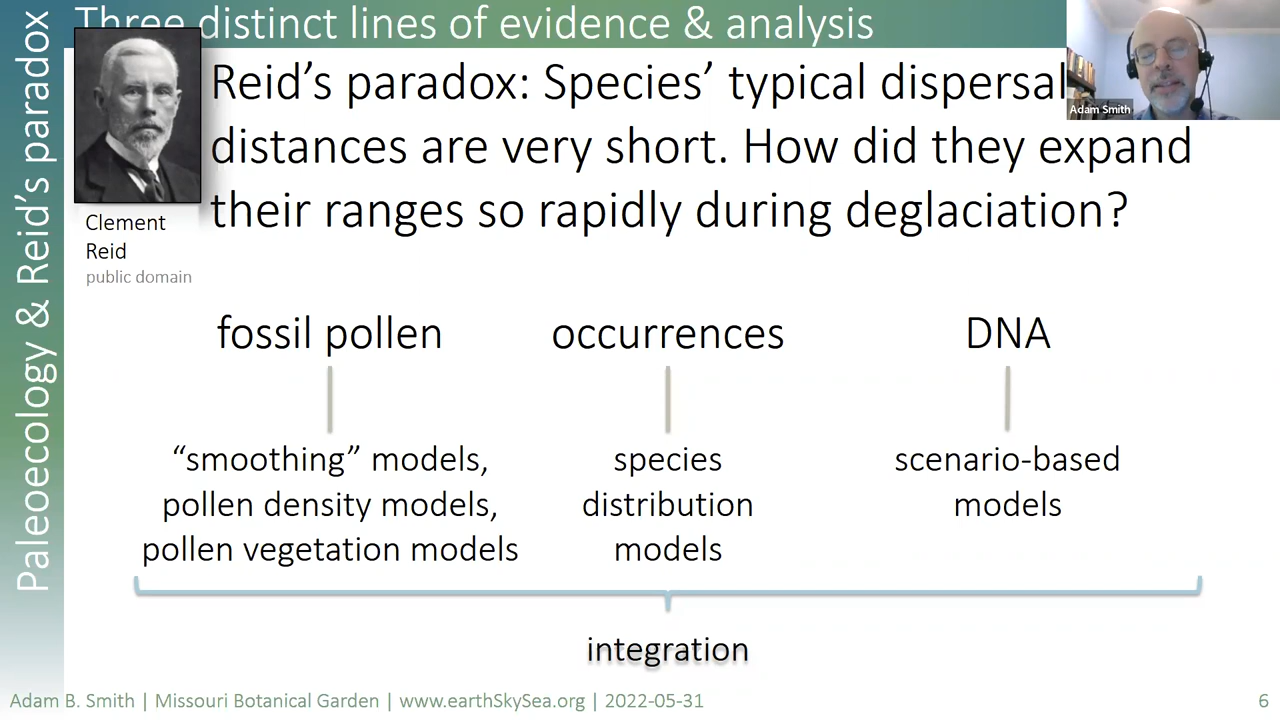 Three distinct lines of evidence & analysis
Paleoecology & Reid's paradox
Adam Smith
Reid's paradox: Species' typical dispersal
distances are very short. How did they expand
their ranges so rapidly during deglaciation?
Clement
Reid
public domain
fossil pollen
occurrences
DNA
“smoothing” models,
pollen density models,
pollen vegetation models
species
distribution
models
scenario-based
models
integration
Adam B. Smith | Missouri Botanical Garden | www.earthSkySea.org | 2022-05-31
6